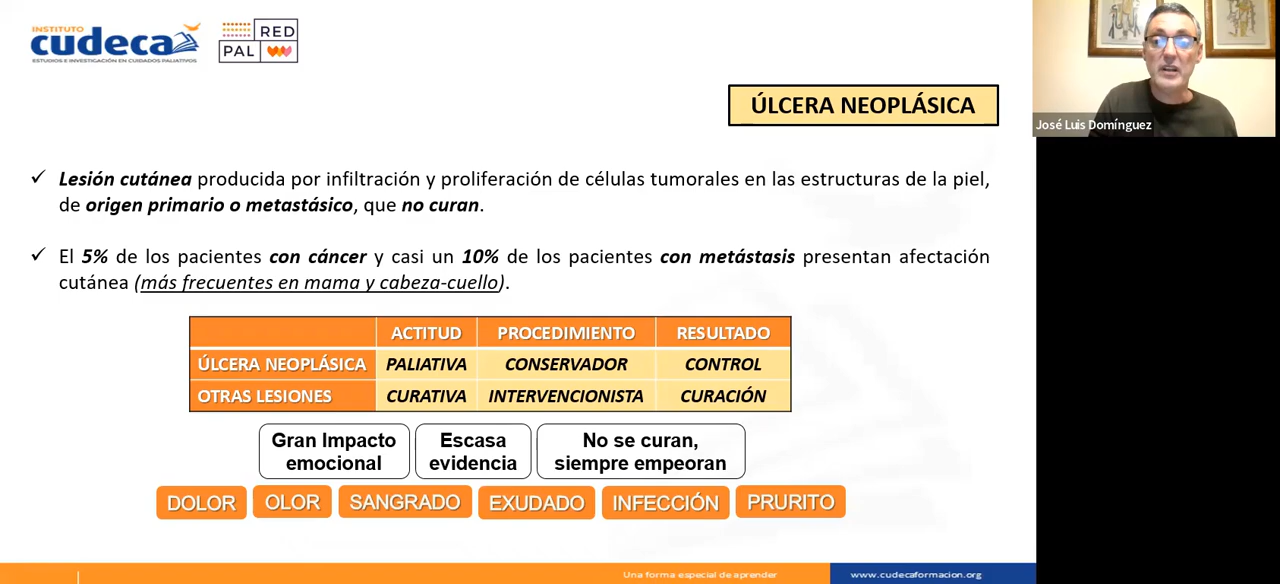 INSTITUTO
cudeca
ESTUDIOS E INVESTIGACIÓN EN CUIDADOS PALIATIVOS
RED
PAL
José Luis Domínguez
ÚLCERA NEOPLÁSICA
✓ Lesión cutánea producida por infiltración y proliferación de células tumorales en las estructuras de la piel,
de origen primario o metastásico, que no curan.
✓ El 5% de los pacientes con cáncer y casi un 10% de los pacientes con metástasis presentan afectación
cutánea (más frecuentes en mama y cabeza-cuello).
ACTITUD PROCEDIMIENTO RESULTADO
ÚLCERA NEOPLÁSICA PALIATIVA CONSERVADOR CONTROL
OTRAS LESIONES CURATIVA INTERVENCIONISTA CURACIÓN
Gran Impacto
emocional
Escasa
evidencia
No se curan,
siempre empeoran
DOLOR OLOR SANGRADO EXUDADO INFECCIÓN PRURITO
Una forma especial de aprender
www.cudecaformacion.org